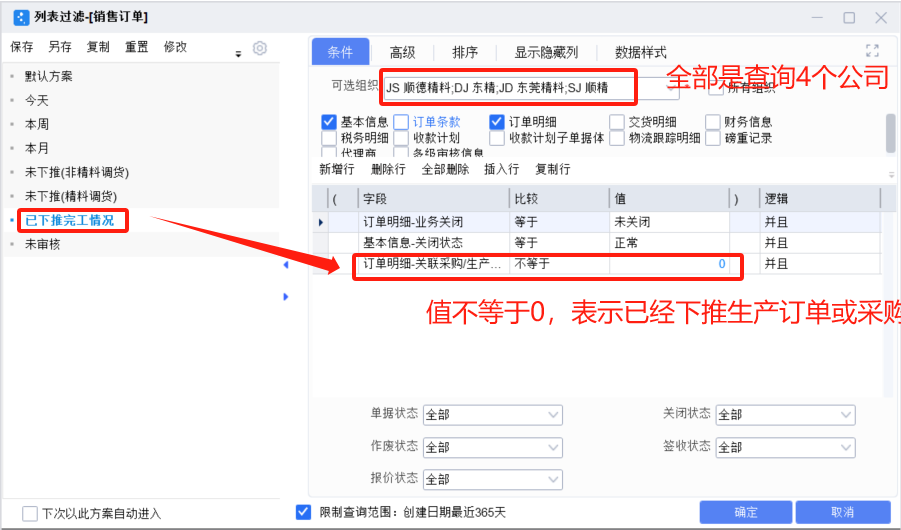 列表过滤-[销售订单]
保存 另存 复制 重置 修改
默认方案
今天
本周
本月
未下推(非精料调货)
未下推(精料调货)
已下推完工情况
未审核
下次以此方案自动进入
条件 高级 排序 显示隐藏列 数据样式
可选组织 JS 顺德精料;DJ 东精;JD 东莞精料;SJ 顺精 所有组织
全部是查询4个公司
基本信息 订单条款 订单明细 交货明细 财务信息
税务明细 收款计划 收款计划子单据体 物流跟踪明细 磅重记录
代理商 多级审核信息
新增行 删除行 全部删除 插入行 复制行
( 字段 比较 值 ) 逻辑
订单明细-业务关闭 等于 未关闭 并且
基本信息-关闭状态 等于 正常 并且
订单明细-关联采购/生产... 不等于 0 并且
值不等于0，表示已经下推生产订单或采购
单据状态 全部 关闭状态 全部
作废状态 全部 签收状态 全部
报价状态 全部
限制查询范围：创建日期最近365天
确定 取消